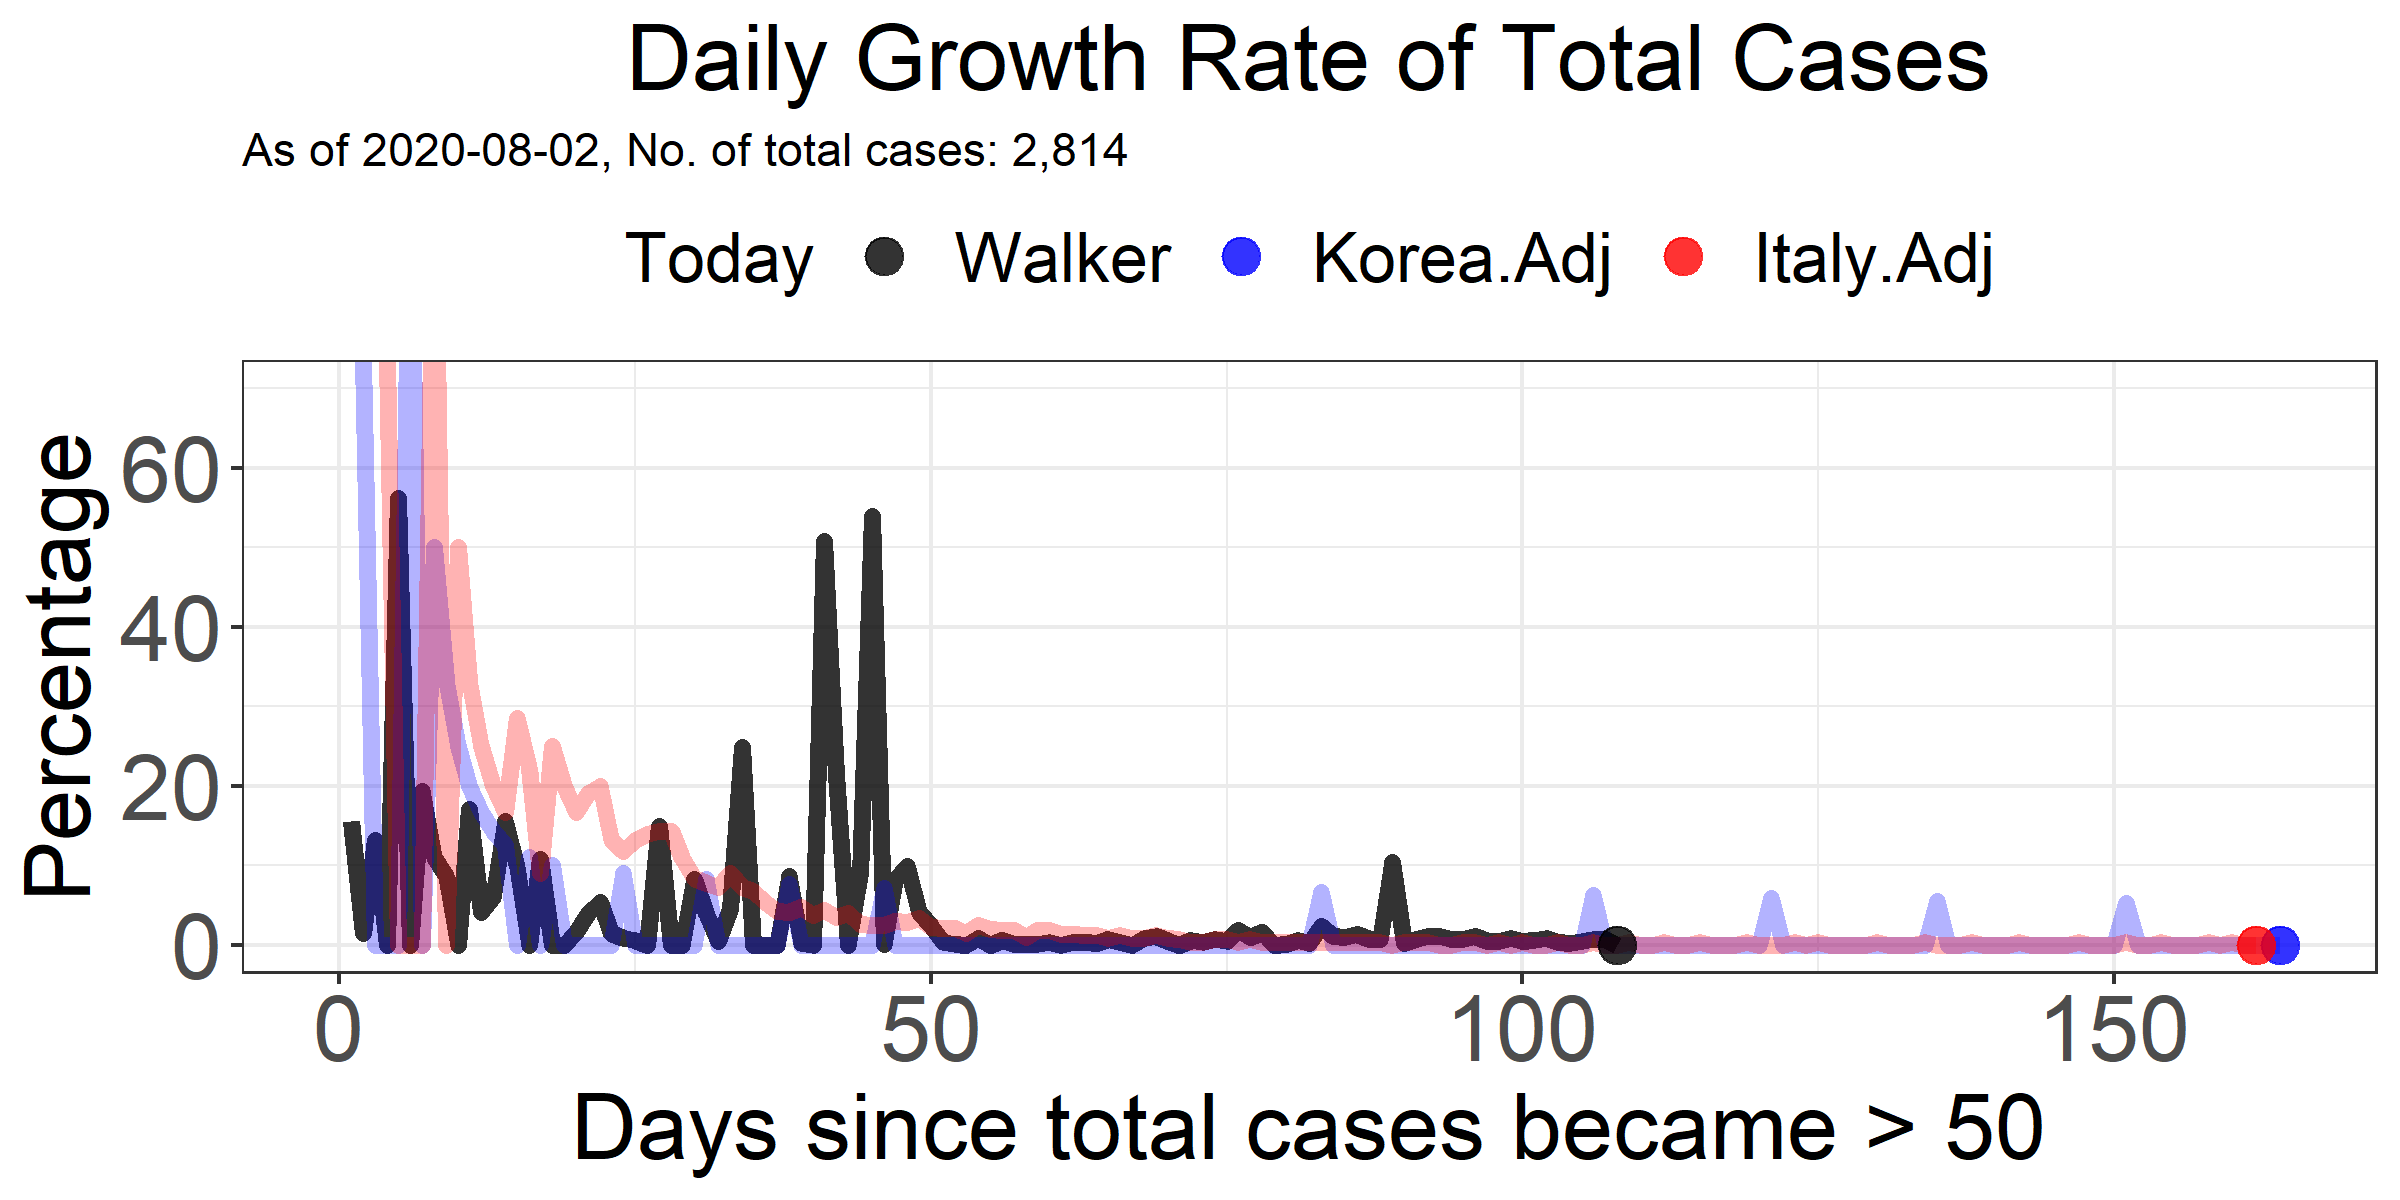 Daily Growth Rate of Total Cases
As of 2020-08-02, No. of total cases: 2,814
Today Walker Korea.Adj Italy.Adj
Percentage
60
40
20
0
0 50 100 150
Days since total cases became > 50